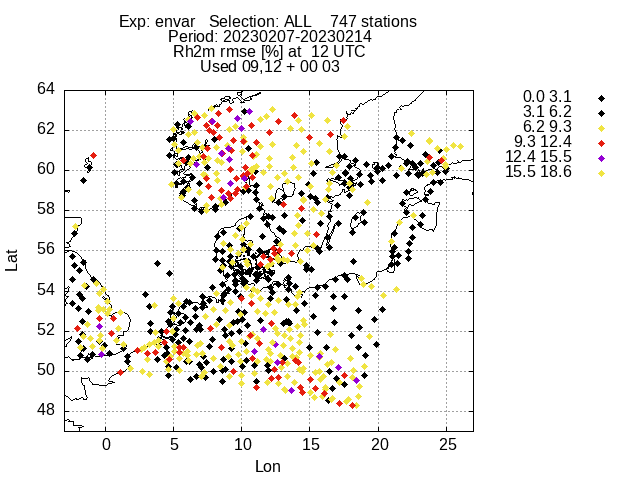 Exp: envar   Selection: ALL    747 stations
Period: 20230207-20230214
Rh2m rmse [%] at  12 UTC
Used 09,12 + 00 03
0.0 3.1
3.1 6.2
6.2 9.3
9.3 12.4
12.4 15.5
15.5 18.6
64
62
60
58
56
54
52
50
48
Lat
0 5 10 15 20 25
Lon